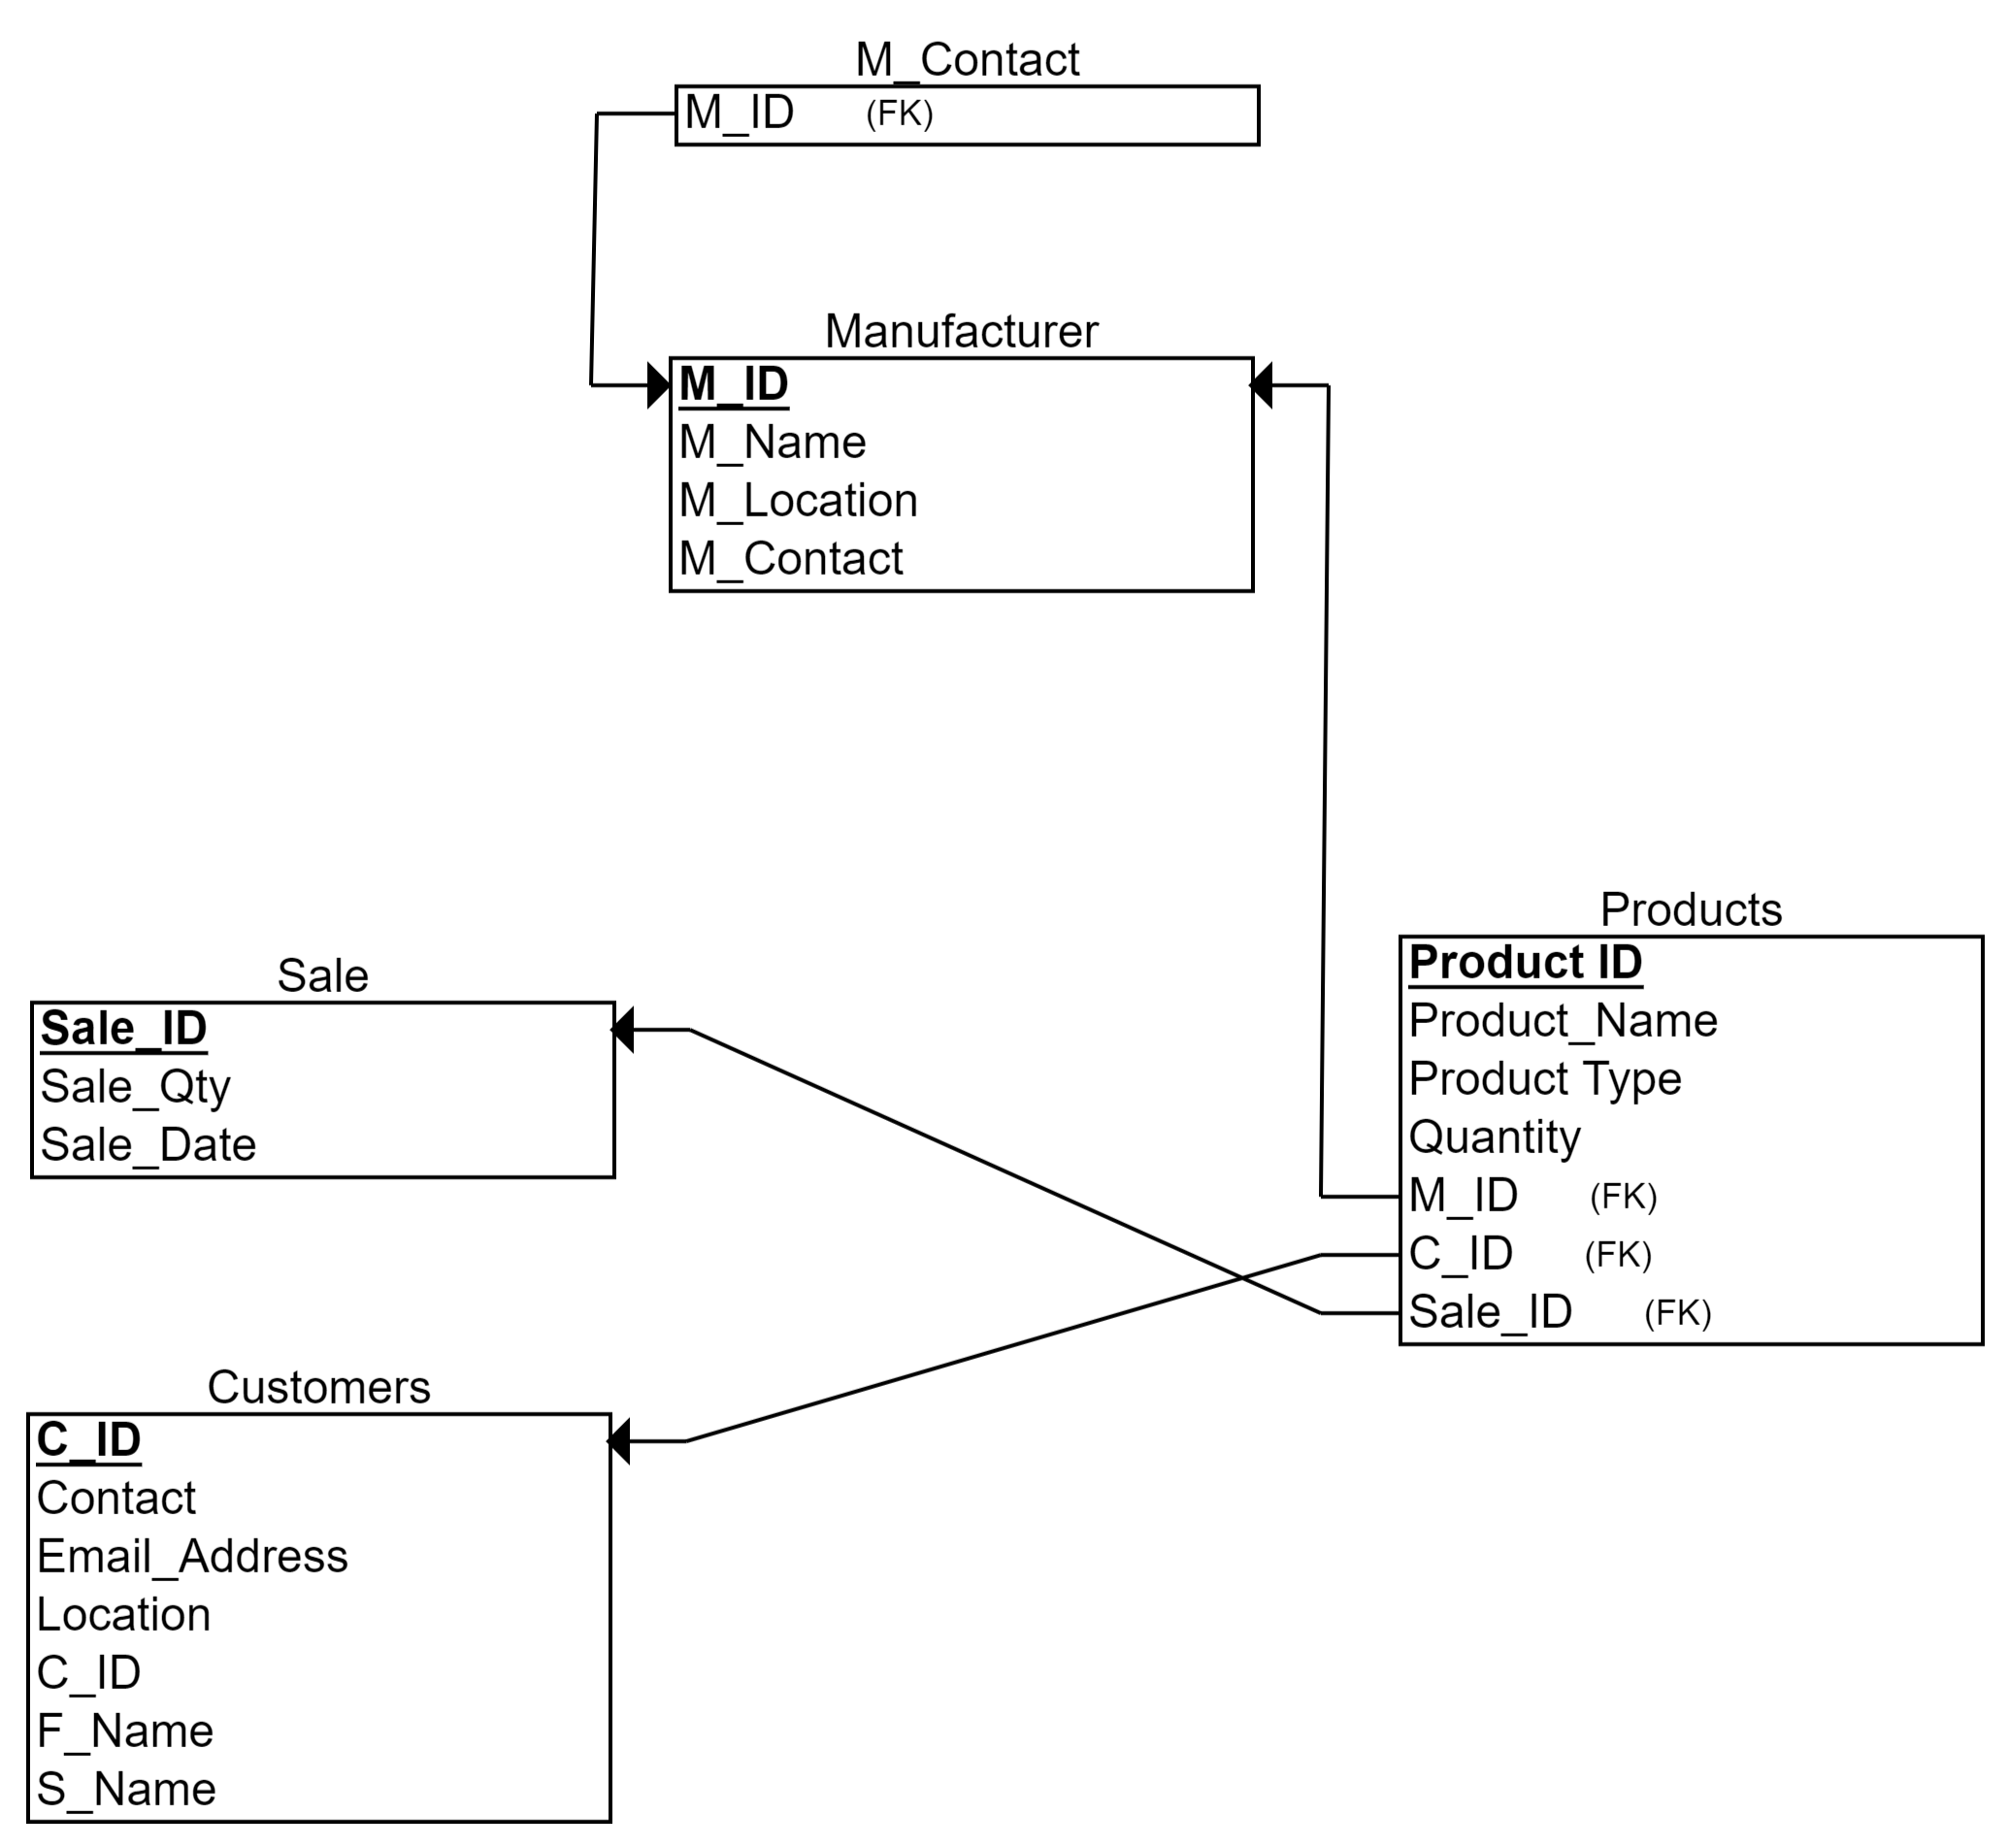 M_Contact
M_ID (FK)
Manufacturer
M_ID
M_Name
M_Location
M_Contact
Products
Product ID
Product_Name
Product Type
Quantity
M_ID (FK)
C_ID (FK)
Sale_ID (FK)
Sale
Sale_ID
Sale_Qty
Sale_Date
Customers
C_ID
Contact
Email_Address
Location
C_ID
F_Name
S_Name